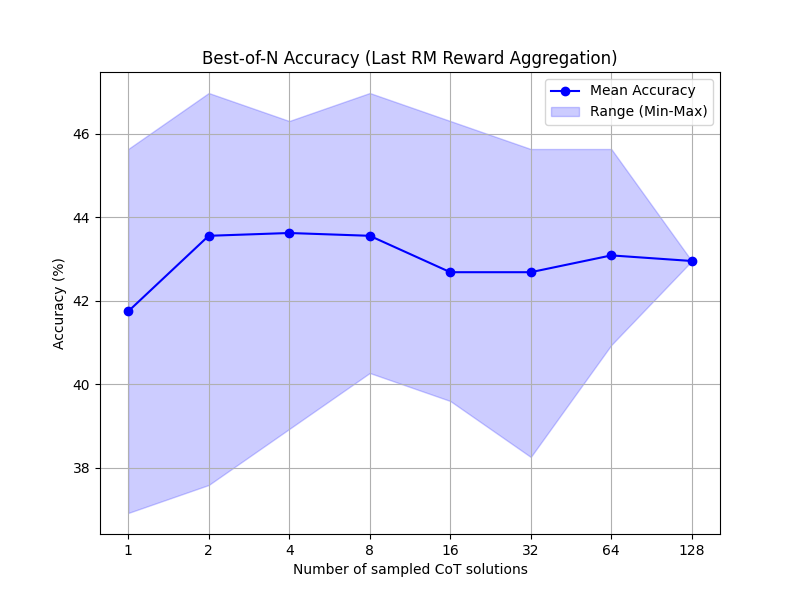 Best-of-N Accuracy (Last RM Reward Aggregation)
Mean Accuracy
Range (Min-Max)
Accuracy (%)
46
44
42
40
38
1 2 4 8 16 32 64 128
Number of sampled CoT solutions